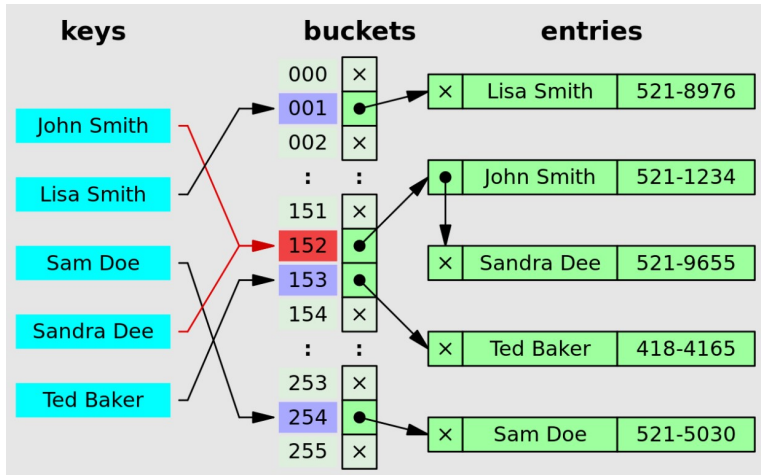 keys
buckets
entries
John Smith
Lisa Smith
Sam Doe
Sandra Dee
Ted Baker
000 ×
001
002 ×
: :
151 ×
152
153
154 ×
: :
253 ×
254
255 ×
× Lisa Smith 521-8976
John Smith 521-1234
× Sandra Dee 521-9655
× Ted Baker 418-4165
× Sam Doe 521-5030